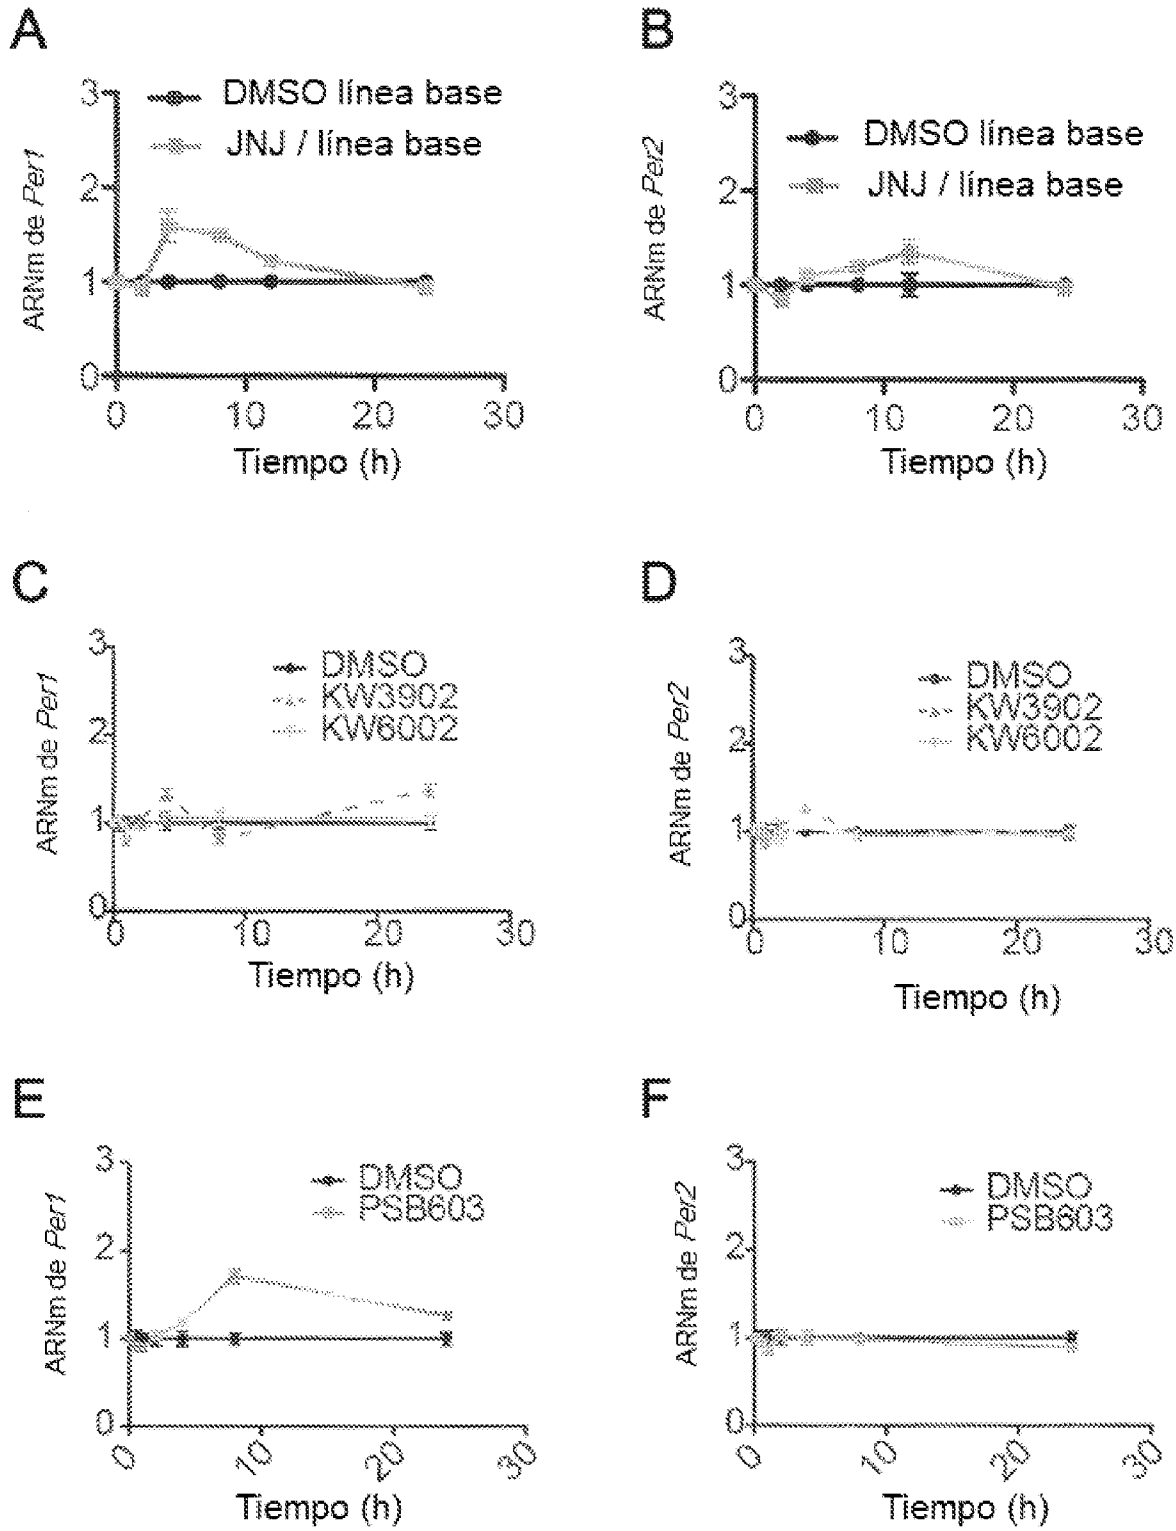 A
3
DMSO línea base
JNJ / línea base
2
1
0
ARNm de Per1
0 10 20 30
Tiempo (h)
B
3
DMSO línea base
JNJ / línea base
2
1
0
ARNm de Per2
0 10 20 30
Tiempo (h)
C
3
DMSO
KW3902
KW6002
2
1
0
ARNm de Per1
0 10 20 30
Tiempo (h)
D
3
DMSO
KW3902
KW6002
2
1
0
ARNm de Per2
0 10 20 30
Tiempo (h)
E
3
DMSO
PSB603
2
1
0
ARNm de Per1
0 10 20 30
Tiempo (h)
F
3
DMSO
PSB603
2
1
0
ARNm de Per2
0 10 20 30
Tiempo (h)